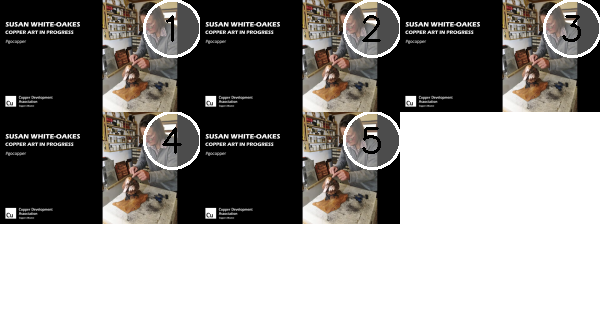 SUSAN WHITE-OAKES
COPPER ART IN PROGRESS
#gocopper
Cu
Copper Development
Association
1
SUSAN WHITE-OAKES
COPPER ART IN PROGRESS
#gocopper
Cu
Copper Development
Association
2
SUSAN WHITE-OAKES
COPPER ART IN PROGRESS
#gocopper
Cu
Copper Development
Association
3
SUSAN WHITE-OAKES
COPPER ART IN PROGRESS
#gocopper
Cu
Copper Development
Association
4
SUSAN WHITE-OAKES
COPPER ART IN PROGRESS
#gocopper
Cu
Copper Development
Association
5